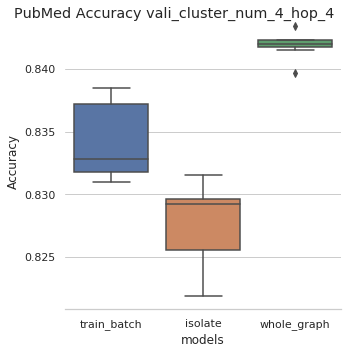 PubMed Accuracy vali_cluster_num_4_hop_4
0.840
0.835
0.830
0.825
Accuracy
train_batch isolate whole_graph
models